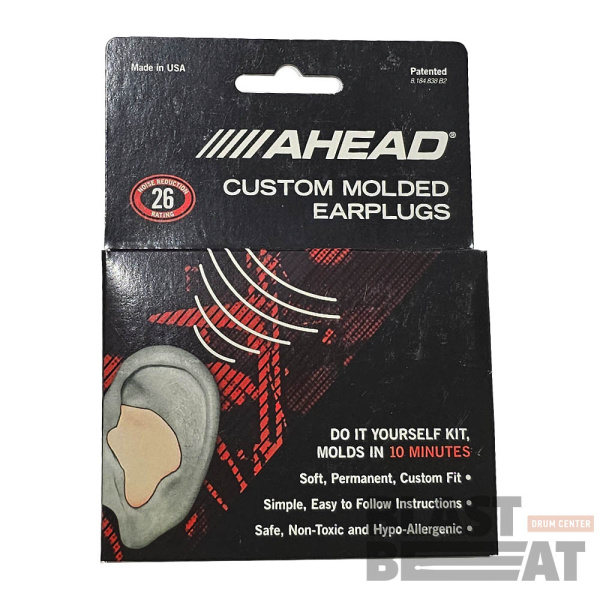 Made in USA
Patented
8,184,838 B2
AHEAD®
NOISE REDUCTION
26
RATING
CUSTOM MOLDED
EARPLUGS
DO IT YOURSELF KIT,
MOLDS IN 10 MINUTES
Soft, Permanent, Custom Fit •
Simple, Easy to Follow Instructions •
Safe, Non-Toxic and Hypo-Allergenic •
DRUM CENTER
BEAT